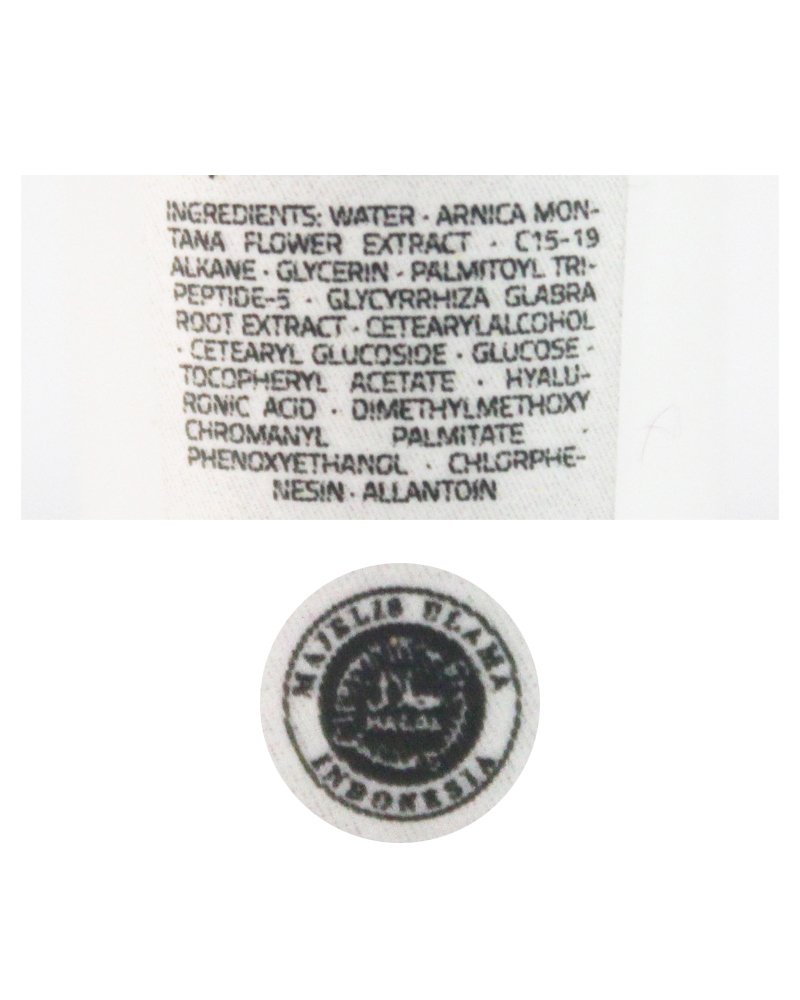 INGREDIENTS: WATER · ARNICA MON-
TANA FLOWER EXTRACT · C15-19
ALKANE · GLYCERIN · PALMITOYL TRI-
PEPTIDE-5 · GLYCYRRHIZA GLABRA
ROOT EXTRACT · CETEARYLALCOHOL
· CETEARYL GLUCOSIDE · GLUCOSE ·
TOCOPHERYL ACETATE · HYALU-
RONIC ACID · DIMETHYLMETHOXY
CHROMANYL PALMITATE ·
PHENOXYETHANOL · CHLORPHE-
NESIN · ALLANTOIN
MAJELIS ULAMA
HALAL
INDONESIA